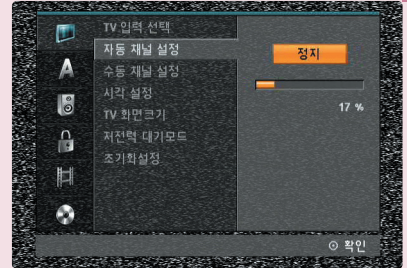 TV 입력 선택
자동 채널 설정
수동 채널 설정
시각 설정
TV 화면크기
저전력 대기모드
초기화설정
정지
17 %
A
⊙ 확인